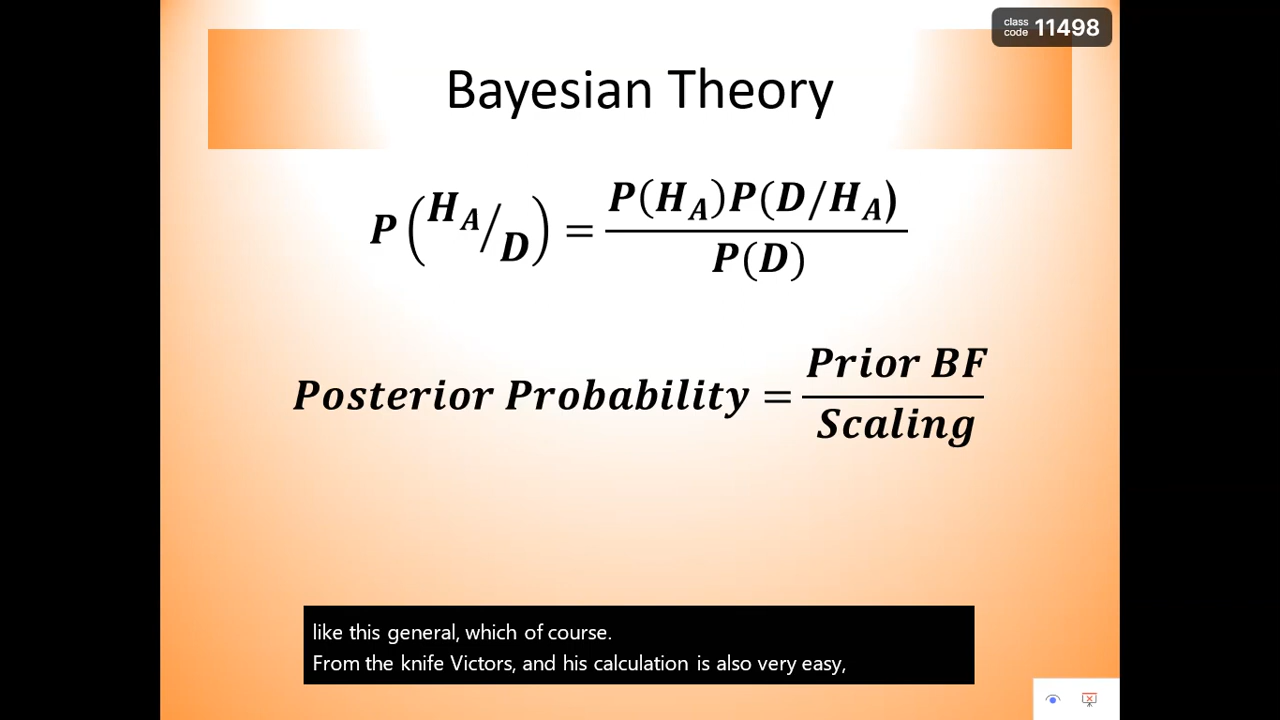 class code 11498
Bayesian Theory
P(H_A/D) = P(H_A)P(D/H_A) / P(D)
Posterior Probability = Prior BF / Scaling
like this general, which of course.
From the knife Victors, and his calculation is also very easy,